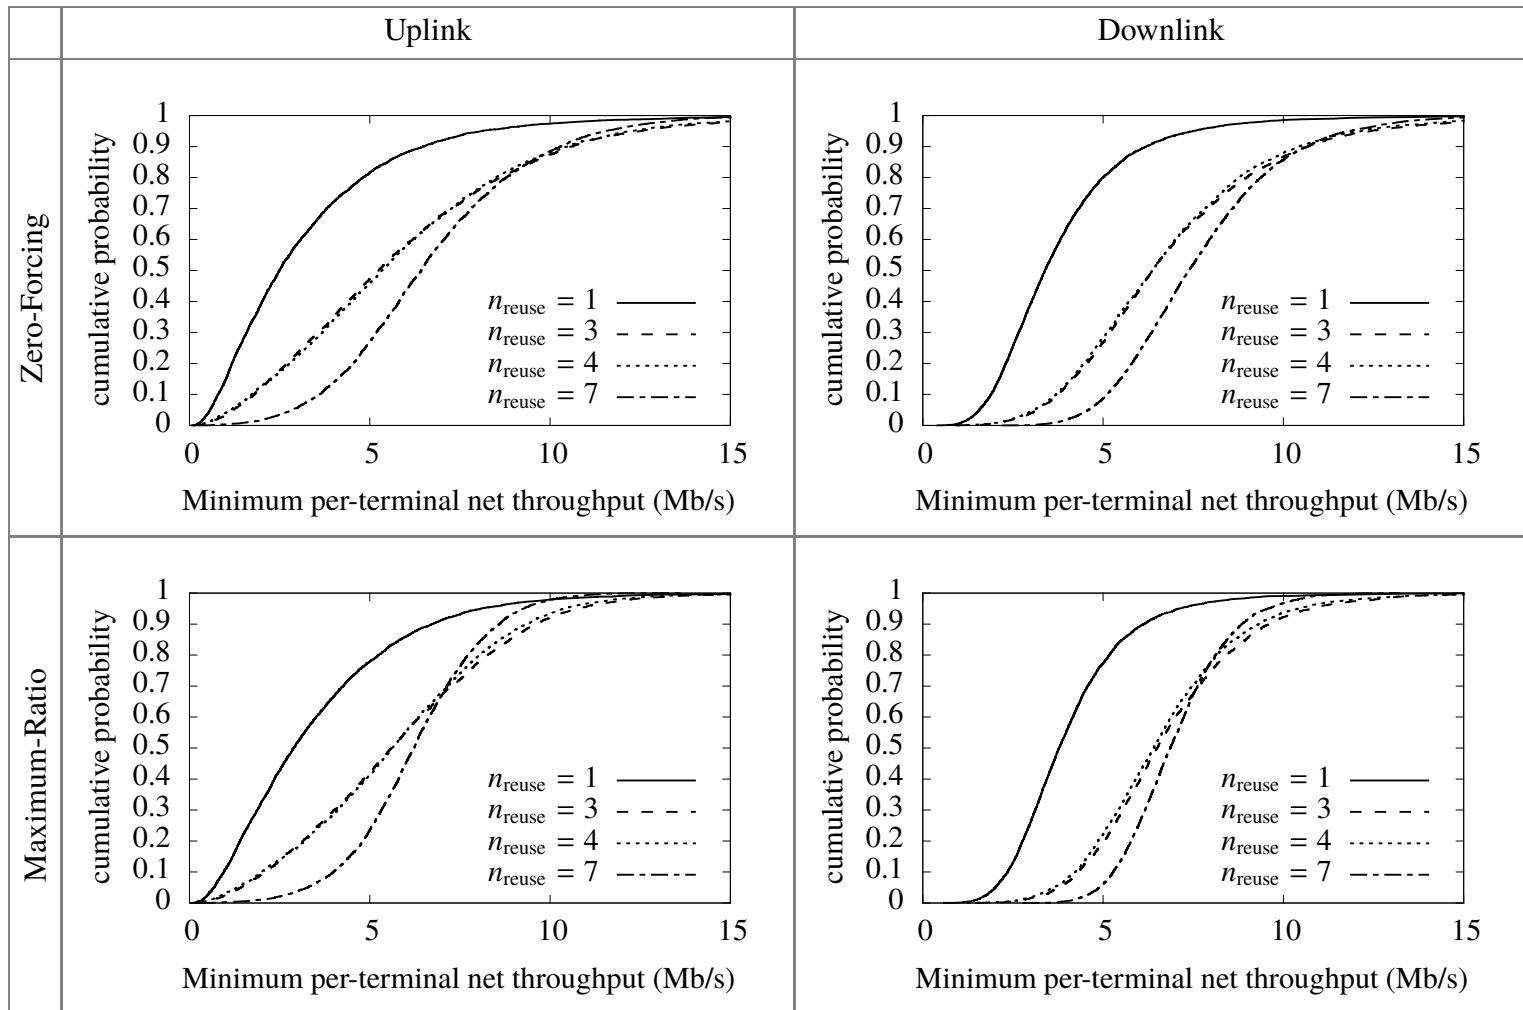 Uplink
Downlink
Zero-Forcing
cumulative probability
1
0.9
0.8
0.7
0.6
0.5
0.4
0.3
0.2
0.1
0
n_reuse = 1
n_reuse = 3
n_reuse = 4
n_reuse = 7
0 5 10 15
Minimum per-terminal net throughput (Mb/s)
cumulative probability
1
0.9
0.8
0.7
0.6
0.5
0.4
0.3
0.2
0.1
0
n_reuse = 1
n_reuse = 3
n_reuse = 4
n_reuse = 7
0 5 10 15
Minimum per-terminal net throughput (Mb/s)
Maximum-Ratio
cumulative probability
1
0.9
0.8
0.7
0.6
0.5
0.4
0.3
0.2
0.1
0
n_reuse = 1
n_reuse = 3
n_reuse = 4
n_reuse = 7
0 5 10 15
Minimum per-terminal net throughput (Mb/s)
cumulative probability
1
0.9
0.8
0.7
0.6
0.5
0.4
0.3
0.2
0.1
0
n_reuse = 1
n_reuse = 3
n_reuse = 4
n_reuse = 7
0 5 10 15
Minimum per-terminal net throughput (Mb/s)